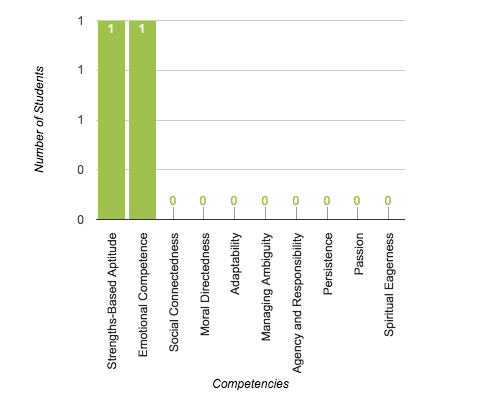 1
1
1
0
0
Number of Students
1
1
0
0
0
0
0
0
0
0
Strengths-Based Aptitude
Emotional Competence
Social Connectedness
Moral Directedness
Adaptability
Managing Ambiguity
Agency and Responsibility
Persistence
Passion
Spiritual Eagerness
Competencies